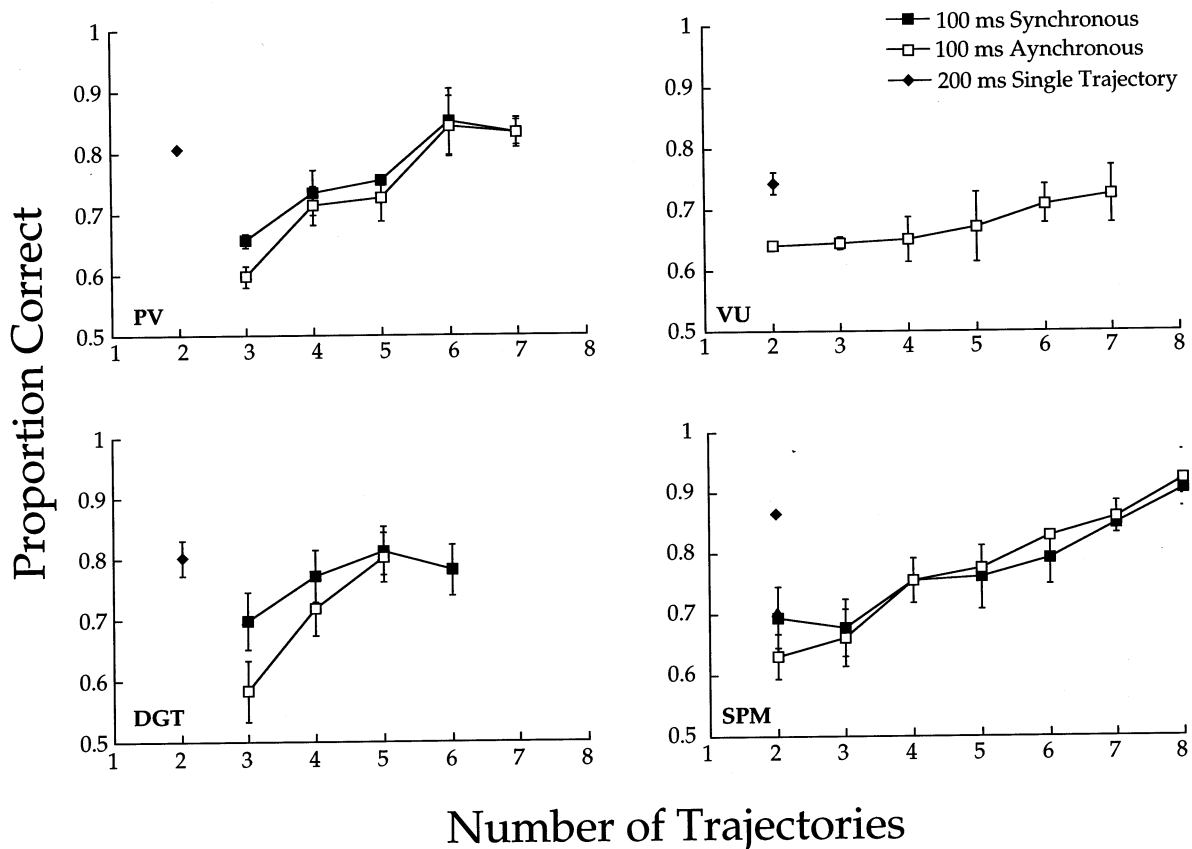 100 ms Synchronous
100 ms Aynchronous
200 ms Single Trajectory
Proportion Correct
1
0.9
0.8
0.7
0.6
0.5
PV
1 2 3 4 5 6 7 8
1
0.9
0.8
0.7
0.6
0.5
VU
1 2 3 4 5 6 7 8
1
0.9
0.8
0.7
0.6
0.5
DGT
1 2 3 4 5 6 7 8
1
0.9
0.8
0.7
0.6
0.5
SPM
1 2 3 4 5 6 7 8
Number of Trajectories